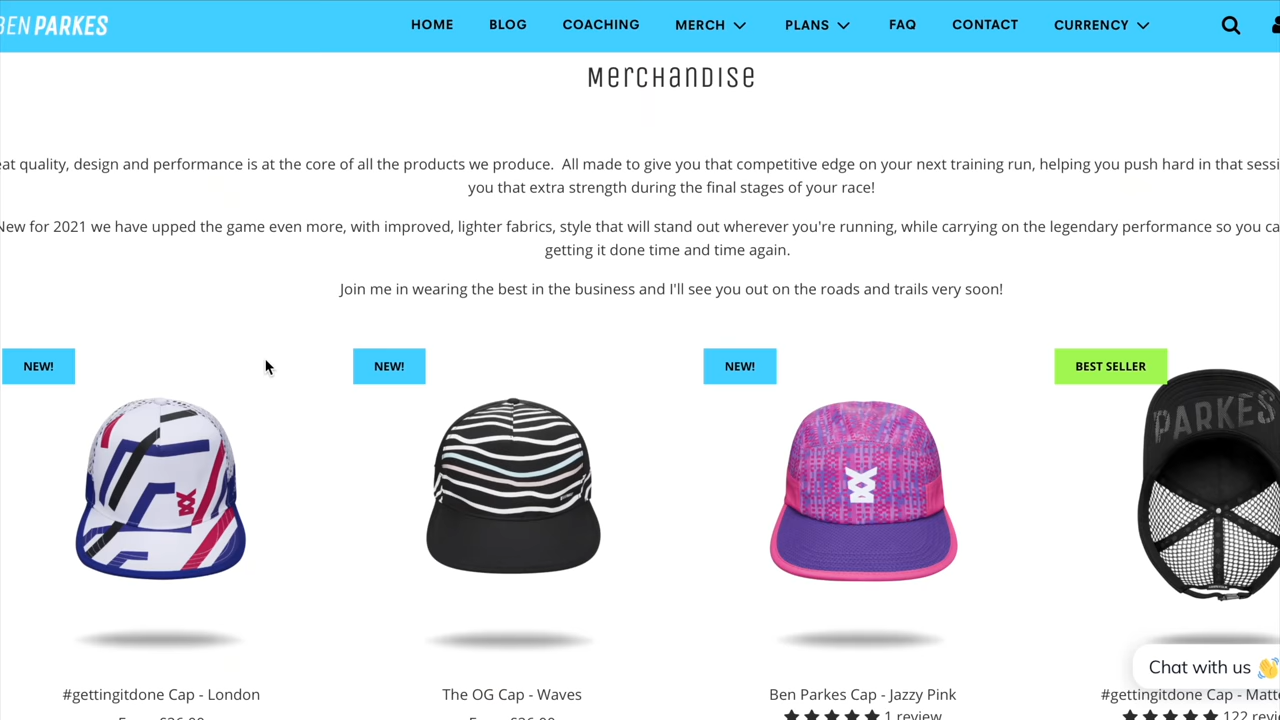 BEN PARKES
HOME BLOG COACHING MERCH PLANS FAQ CONTACT CURRENCY
Merchandise
quality, design and performance is at the core of all the products we produce. All made to give you that competitive edge on your next training run, helping you push hard in that
you that extra strength during the final stages of your race!
New for 2021 we have upped the game even more, with improved, lighter fabrics, style that will stand out wherever you're running, while carrying on the legendary performance so you
getting it done time and time again.
Join me in wearing the best in the business and I'll see you out on the roads and trails very soon!
NEW! NEW! NEW! BEST SELLER
PARKES
Chat with us 👋
#gettingitdone Cap - London The OG Cap - Waves Ben Parkes Cap - Jazzy Pink #gettingitdone Cap -
1 review 122